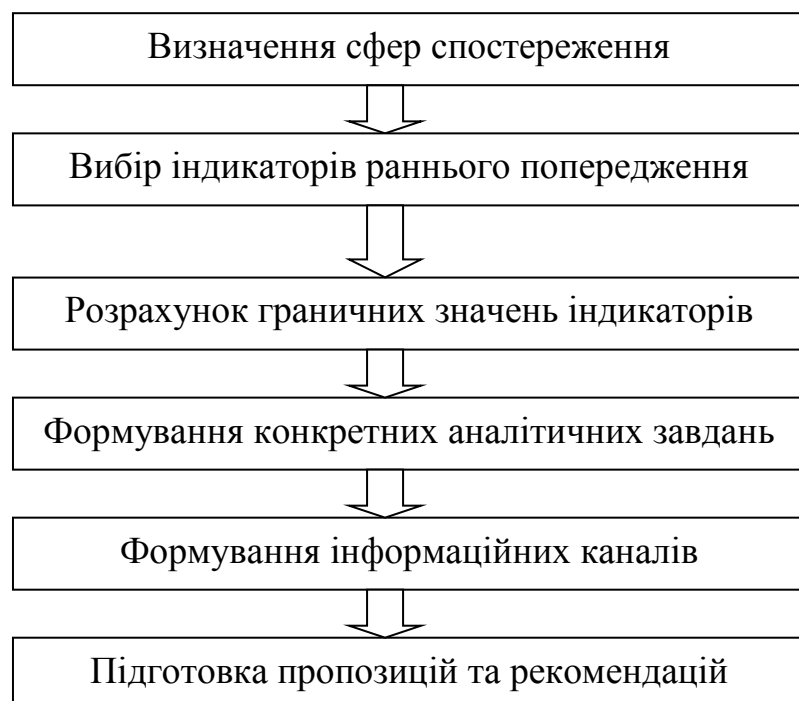 Визначення сфер спостереження
Вибір індикаторів раннього попередження
Розрахунок граничних значень індикаторів
Формування конкретних аналітичних завдань
Формування інформаційних каналів
Підготовка пропозицій та рекомендацій